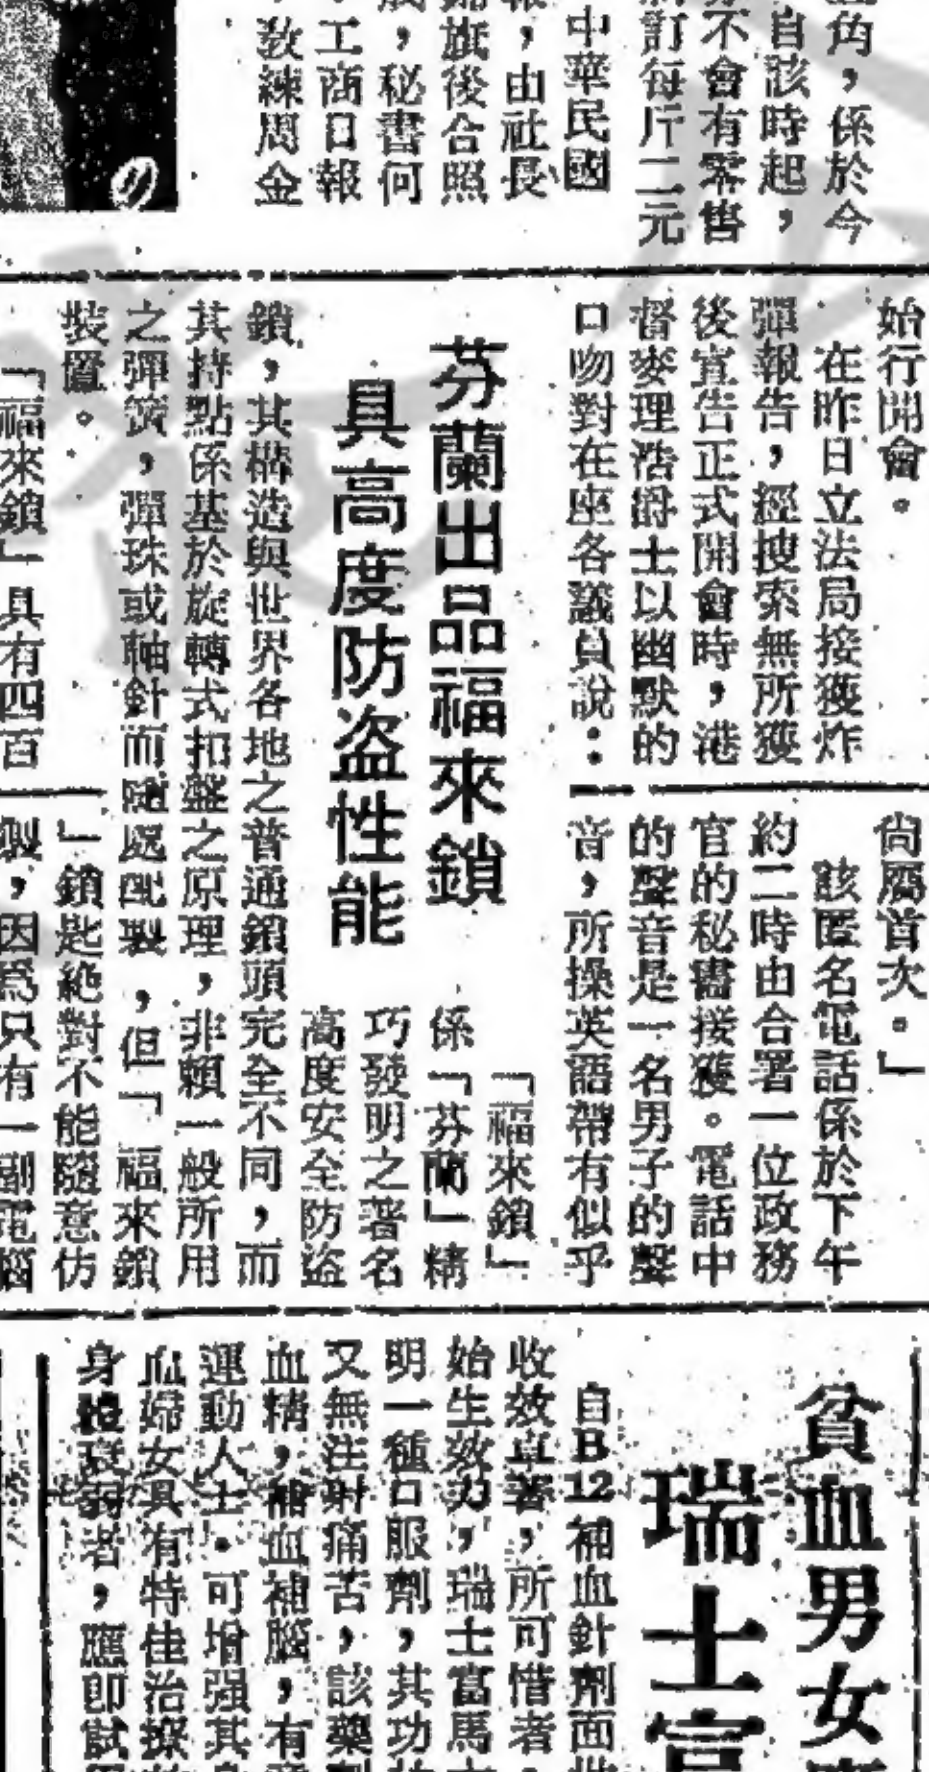 角，係於今
自該時起，
不會有零售
訂每斤二元
中華民國
，由社長
旗後合照
，秘書何
工商日報
教練周金
始行開會。
在昨日立法局接獲炸
彈報告，經搜索無所獲
後宣告正式開會時，港
督麥理浩爵士以幽默的
口吻對在座各議員說：
尙屬首次。」
該匿名電話係於下午
約二時由合署一位政務
官的秘書接獲。電話中
的聲音是一名男子的聲
音，所操英語帶有似乎
芬蘭出品福來鎖
具高度防盜性能
「福來鎖」
係「芬蘭」精
巧發明之著名
高度安全防盜
鎖，其構造與世界各地之普通鎖頭完全不同，而
其持點係基於旋轉式扣盤之原理，非賴一般所用
之彈簧，彈珠或軸針而隨處配製，但「福來鎖
裝置。
」鎖匙絕對不能隨意仿
「福來鎖」具有四百
製，因爲只有一副電腦
貧血男女
瑞士
自B12補血針劑面世
收效卓著，所可惜者
始生效力，瑞士富馬
明一種口服劑，其功
又無注射痛苦，該藥
血精，補血補腦，有
運動人士．可增强其
血婦女具有特佳治療
身體衰弱者，應即試